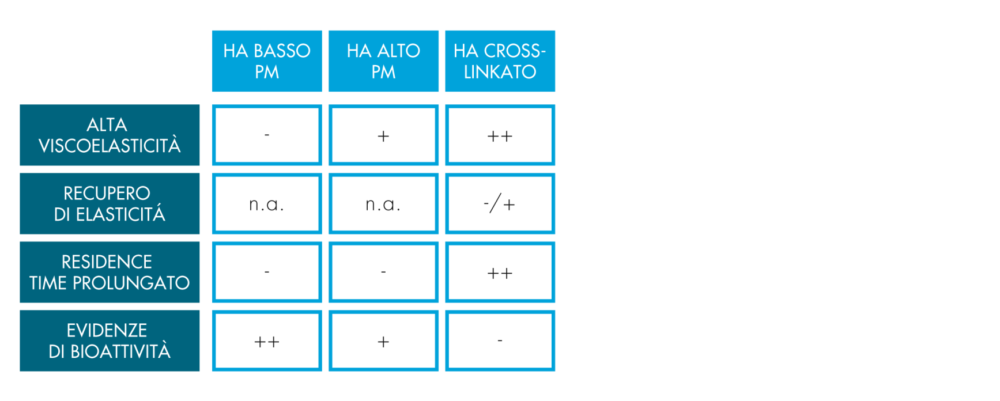 HA BASSO
PM
HA ALTO
PM
HA CROSS-
LINKATO
ALTA
VISCOELASTICITÀ
-
+
++
RECUPERO
DI ELASTICITÁ
n.a.
n.a.
-/+
RESIDENCE
TIME PROLUNGATO
-
-
++
EVIDENZE
DI BIOATTIVITÀ
++
+
-